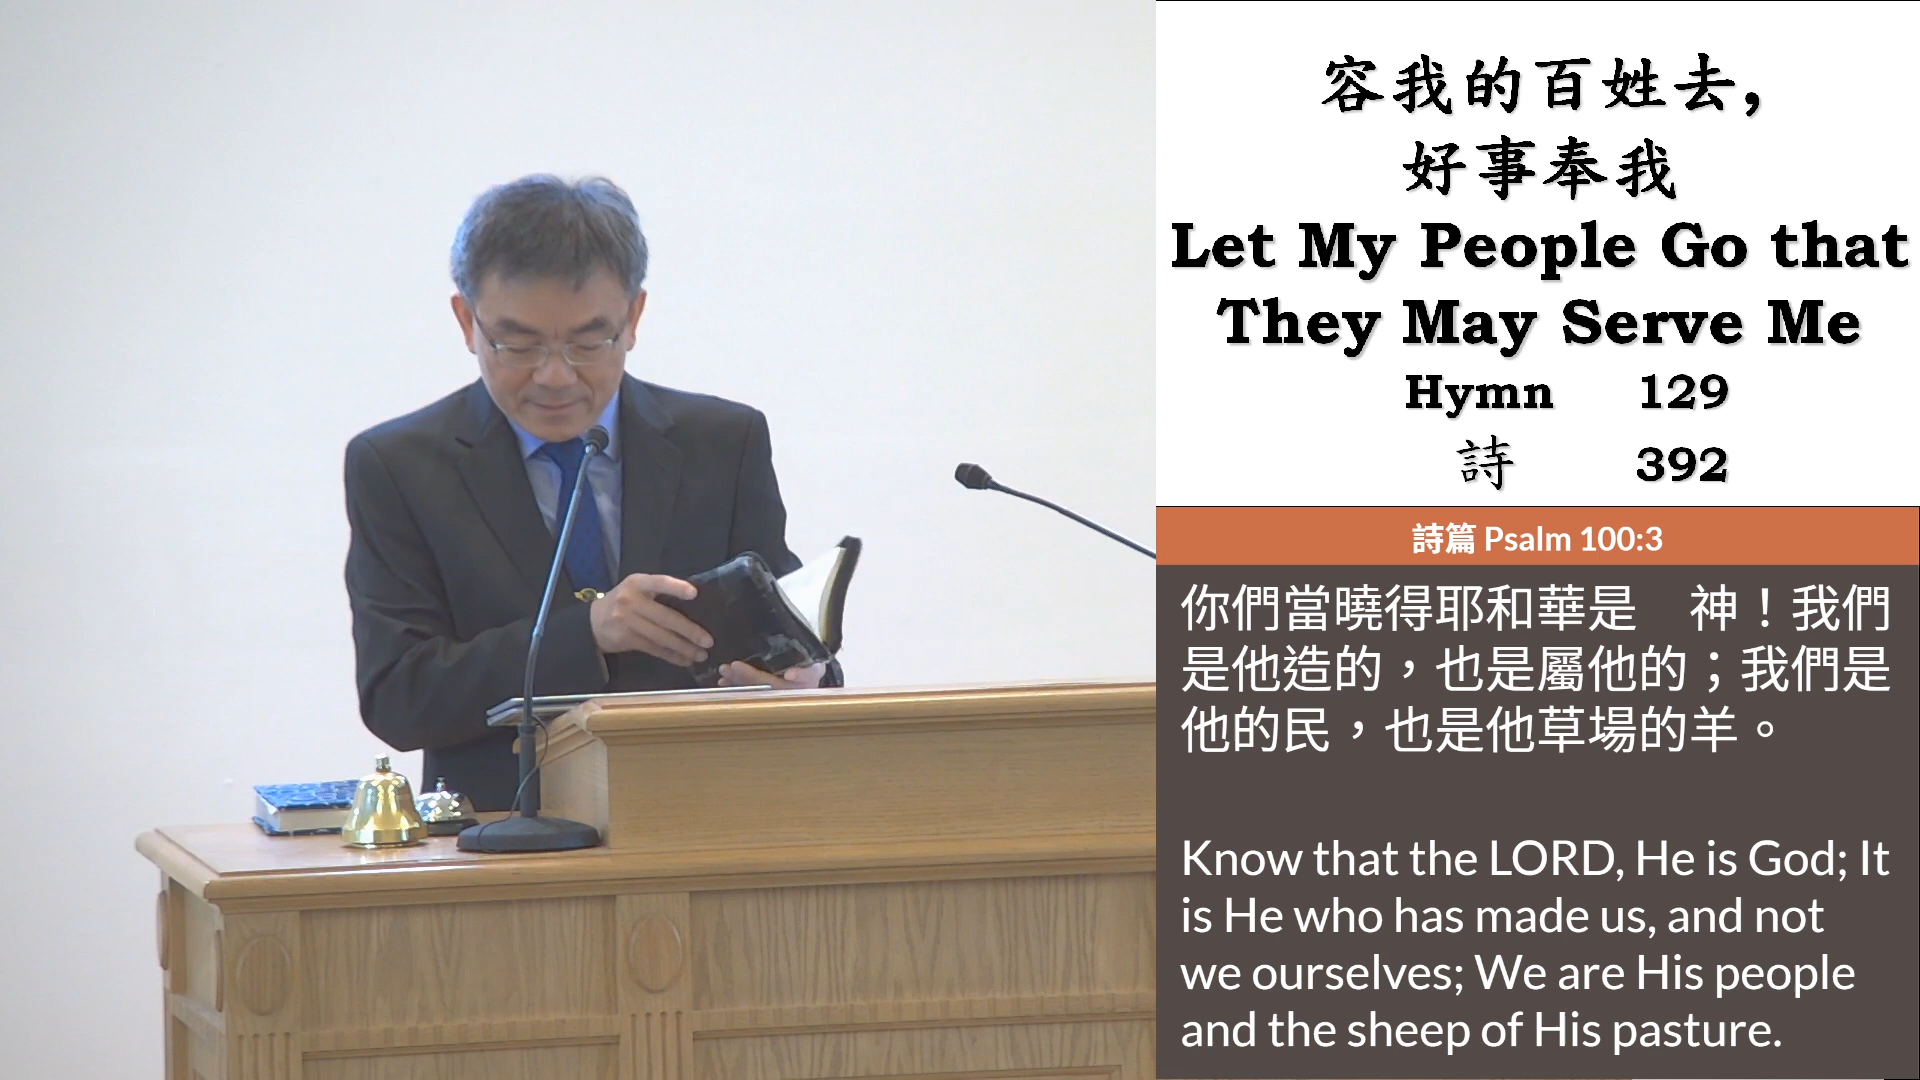 容我的百姓去,
好事奉我
Let My People Go that
They May Serve Me
Hymn 129
詩 392
詩篇 Psalm 100:3
你們當曉得耶和華是　神！我們
是他造的，也是屬他的；我們是
他的民，也是他草場的羊。
Know that the LORD, He is God; It
is He who has made us, and not
we ourselves; We are His people
and the sheep of His pasture.